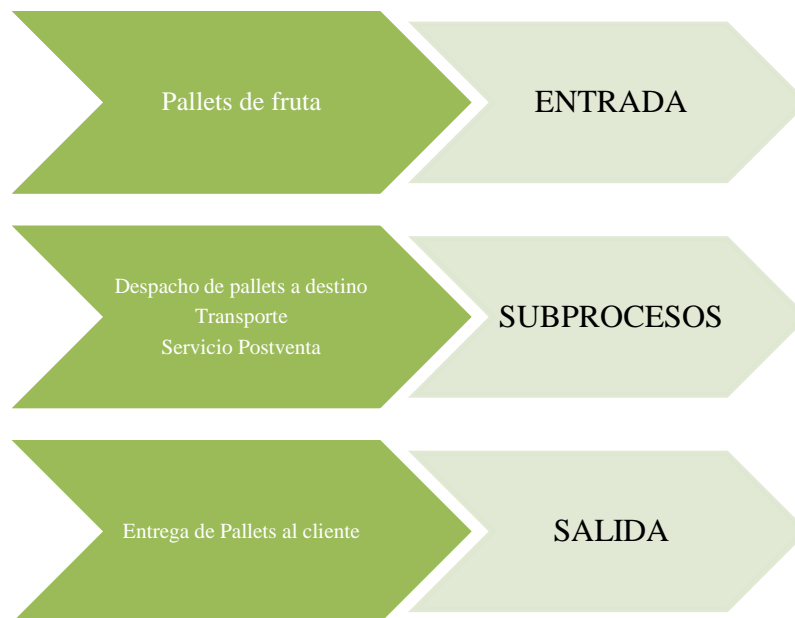 Pallets de fruta
ENTRADA
Despacho de pallets a destino
Transporte
Servicio Postventa
SUBPROCESOS
Entrega de Pallets al cliente
SALIDA